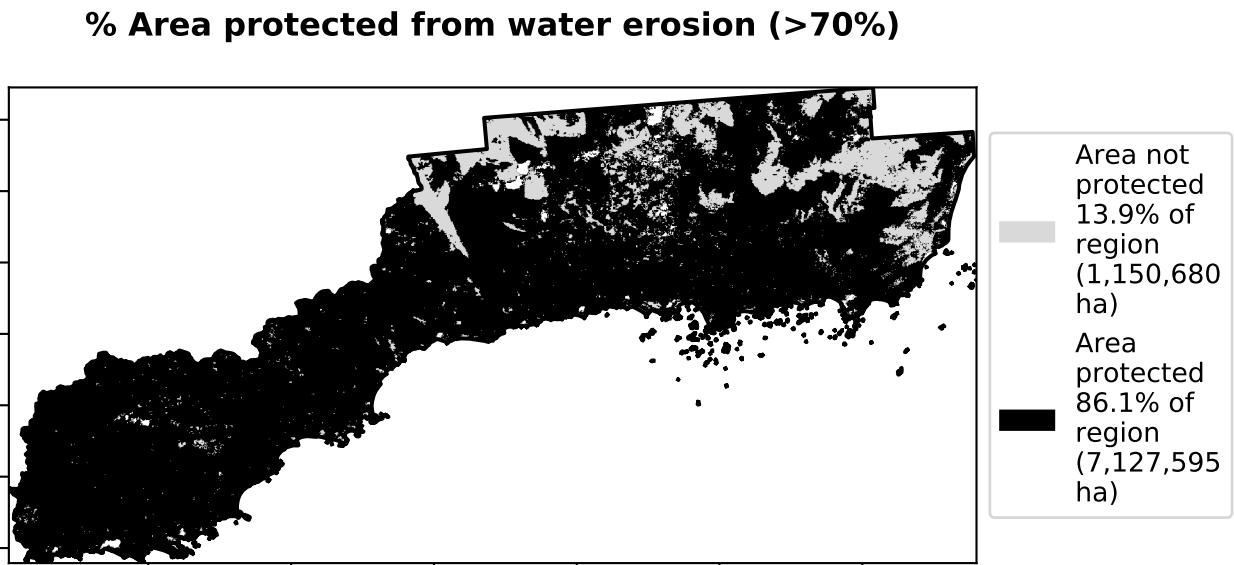 % Area protected from water erosion (>70%)
Area not
protected
13.9% of
region
(1,150,680
ha)
Area
protected
86.1% of
region
(7,127,595
ha)